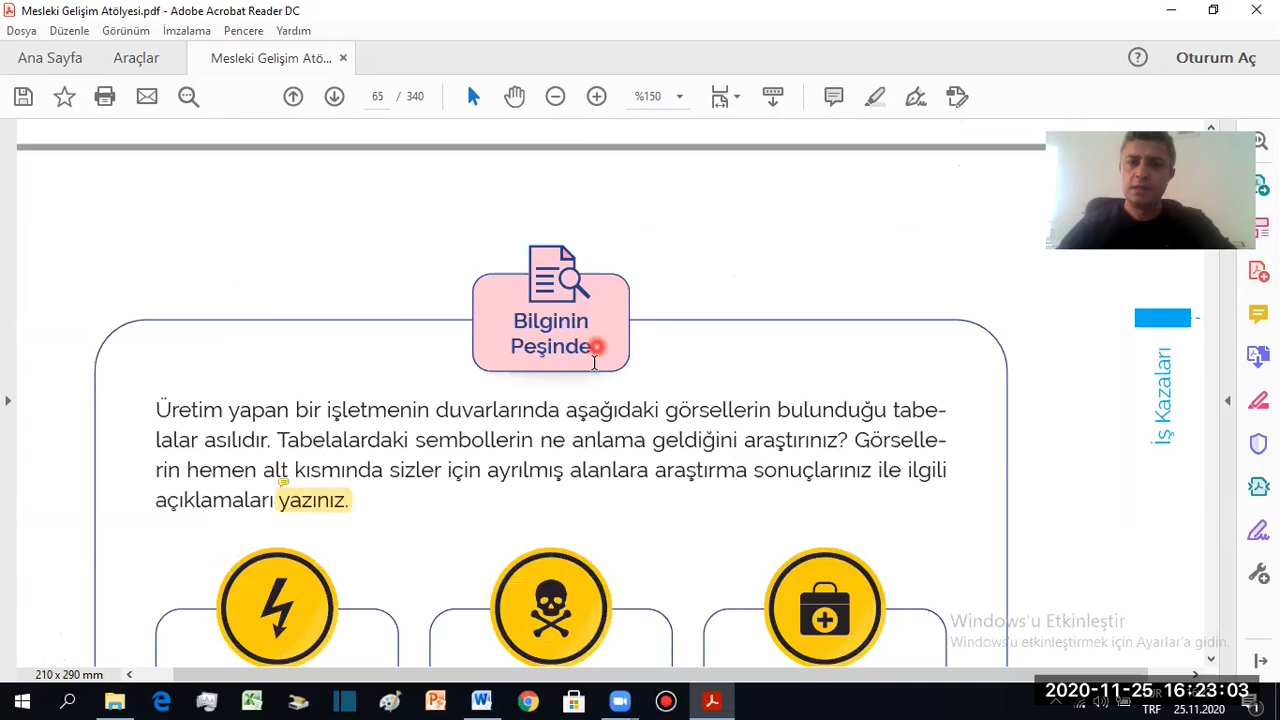 Mesleki Gelişim Atölyesi.pdf - Adobe Acrobat Reader DC
Dosya Düzenle Görünüm İmzalama Pencere Yardım
Ana Sayfa Araçlar Mesleki Gelişim Atö... × Oturum Aç
65 / 340 %150
Bilginin
Peşinde
İş Kazaları
Üretim yapan bir işletmenin duvarlarında aşağıdaki görsellerin bulunduğu tabe-
lalar asılıdır. Tabelalardaki sembollerin ne anlama geldiğini araştırınız? Görselle-
rin hemen alt kısmında sizler için ayrılmış alanlara araştırma sonuçlarınız ile ilgili
açıklamaları yazınız.
Windows'u Etkinleştir
Windows'u etkinleştirmek için Ayarlar'a gidin.
210 x 290 mm
2020-11-25 16:23:03
TRF 25.11.2020